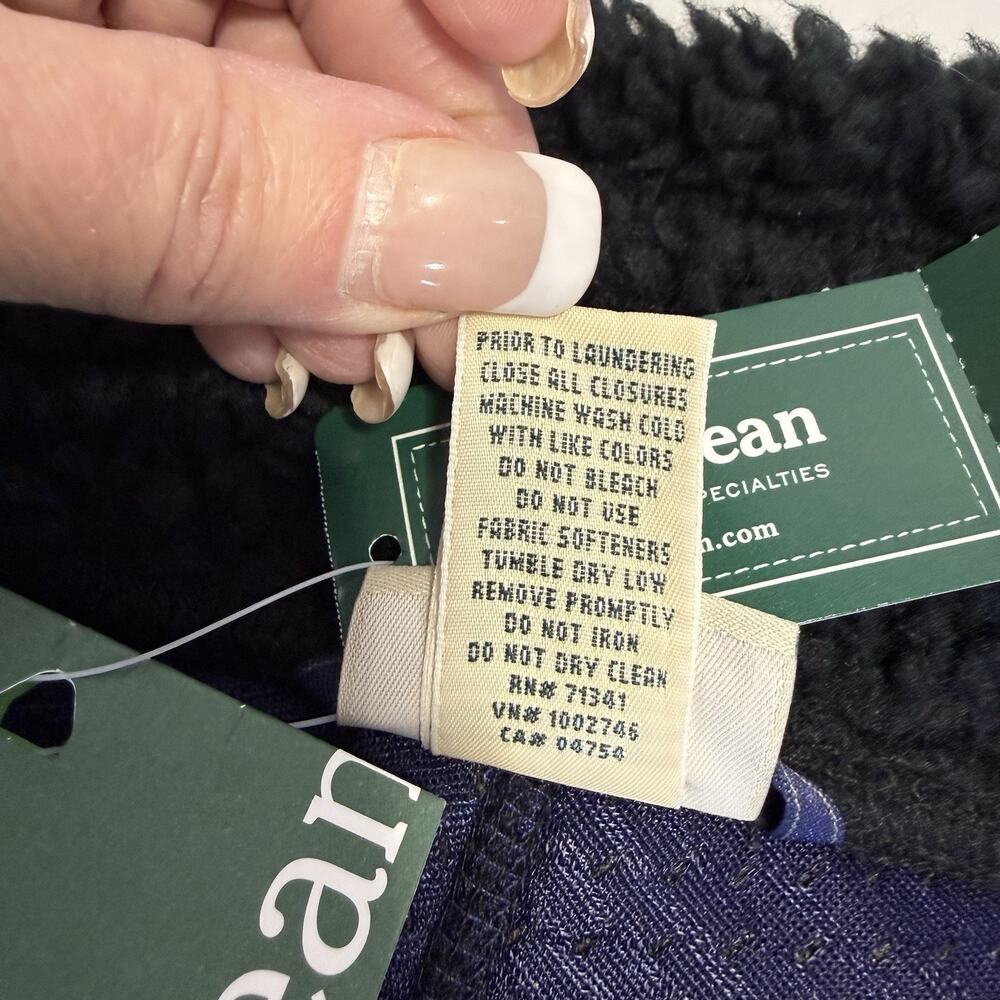 PRIOR TO LAUNDERING
CLOSE ALL CLOSURES
MACHINE WASH COLD
WITH LIKE COLORS
DO NOT BLEACH
DO NOT USE
FABRIC SOFTENERS
TUMBLE DRY LOW
REMOVE PROMPTLY
DO NOT IRON
DO NOT DRY CLEAN
RN# 71341
VN# 1002746
CA# 04754
ean
PECIALTIES
n.com
ean